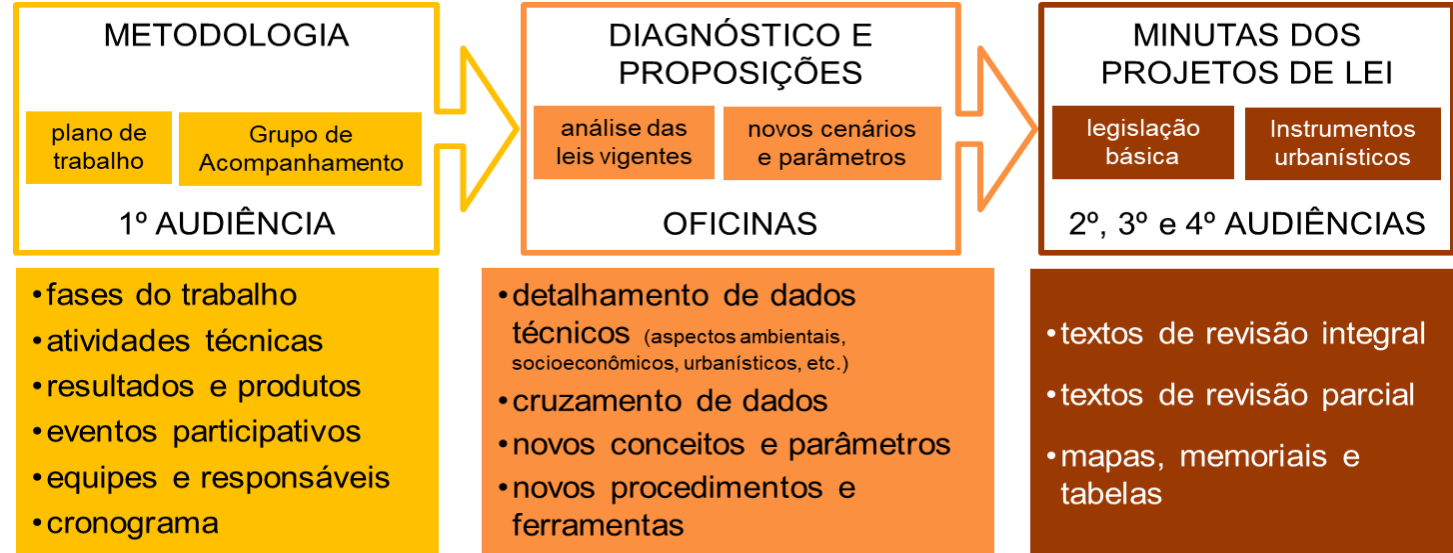 METODOLOGIA
plano de
trabalho
Grupo de
Acompanhamento
1º AUDIÊNCIA
•fases do trabalho
•atividades técnicas
•resultados e produtos
•eventos participativos
•equipes e responsáveis
•cronograma
DIAGNÓSTICO E
PROPOSIÇÕES
análise das
leis vigentes
novos cenários
e parâmetros
OFICINAS
•detalhamento de dados
técnicos (aspectos ambientais,
socioeconômicos, urbanísticos, etc.)
•cruzamento de dados
•novos conceitos e parâmetros
•novos procedimentos e
ferramentas
MINUTAS DOS
PROJETOS DE LEI
legislação
básica
Instrumentos
urbanísticos
2º, 3º e 4º AUDIÊNCIAS
•textos de revisão integral
•textos de revisão parcial
•mapas, memoriais e
tabelas